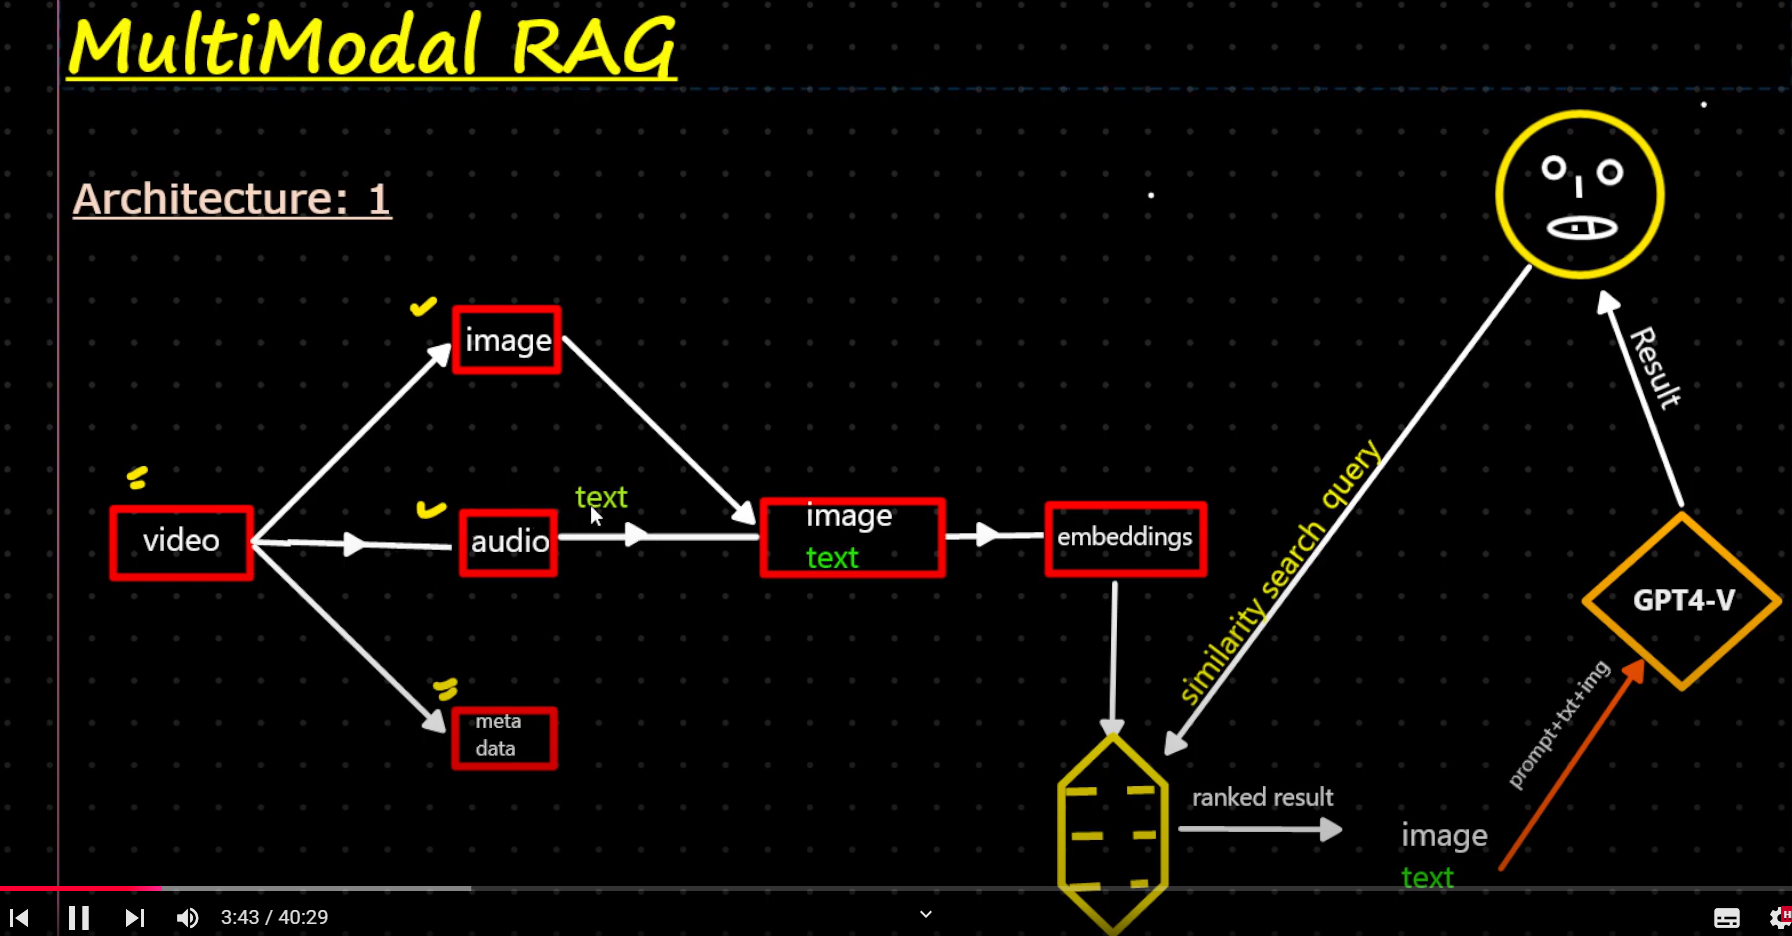 MultiModal RAG
Architecture: 1
image
text
video
audio
image
text
embeddings
meta
data
similarity search query
Result
GPT4-V
prompt+txt+img
ranked result
image
text
3:43 / 40:29
H